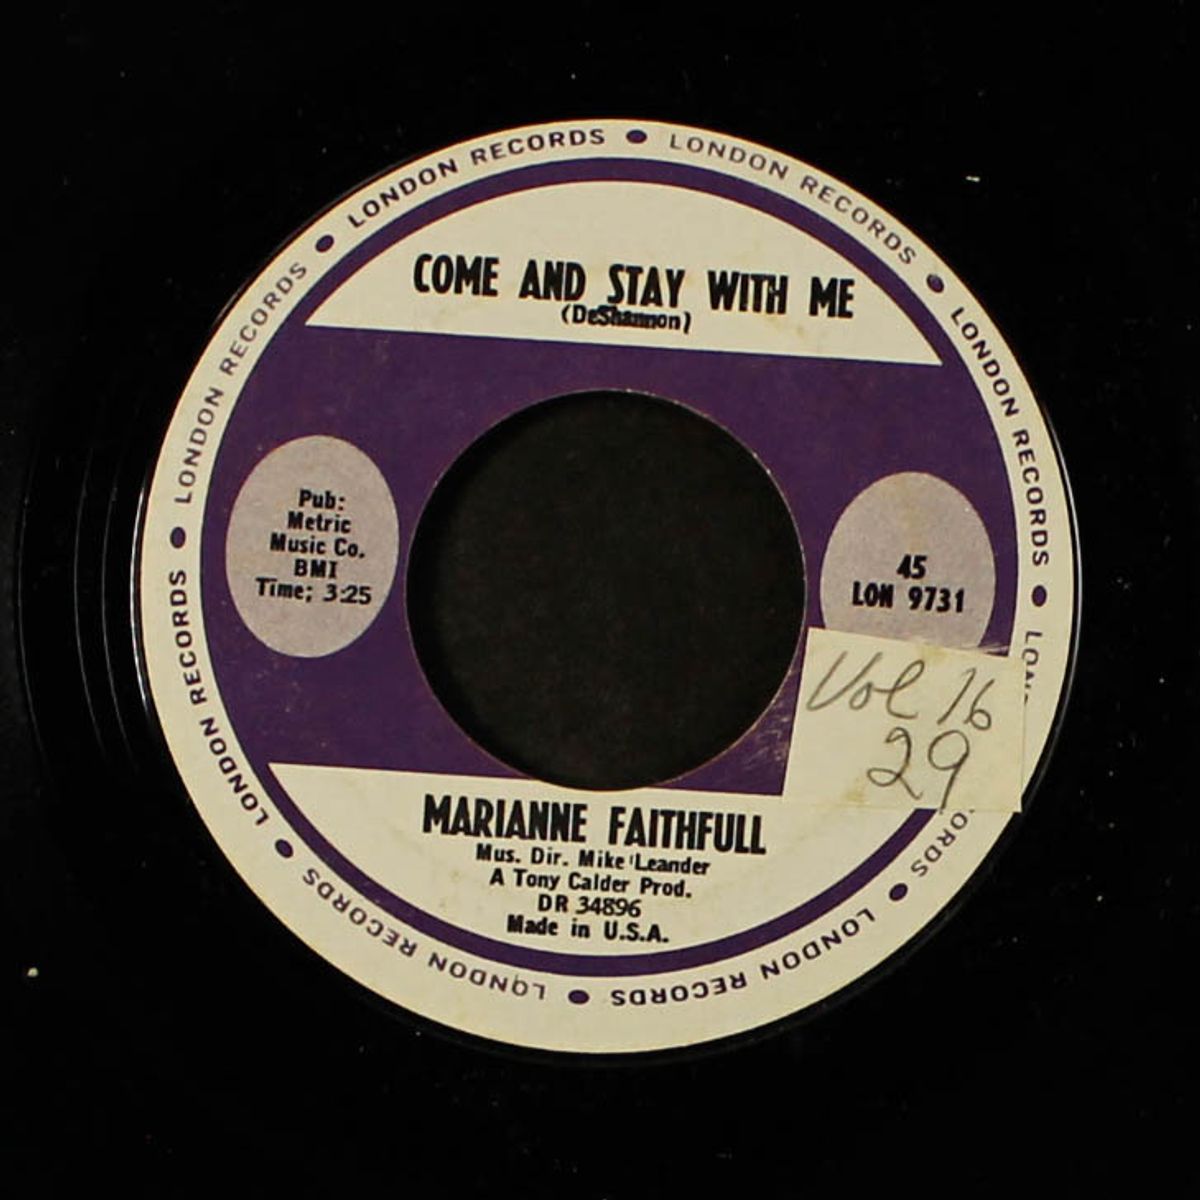 LONDON RECORDS • LONDON RECORDS • LONDON RECORDS • LONDON RECORDS • LONDON RECORDS • LONDON RECORDS • LONDON RECORDS • LONDON RECORDS
COME AND STAY WITH ME
(DeShannon)
Pub:
Metric
Music Co.
BMI
Time; 3:25
45
LON 9731
Vol 16
29
MARIANNE FAITHFULL
Mus. Dir. Mike Leander
A Tony Calder Prod.
DR 34896
Made in U.S.A.